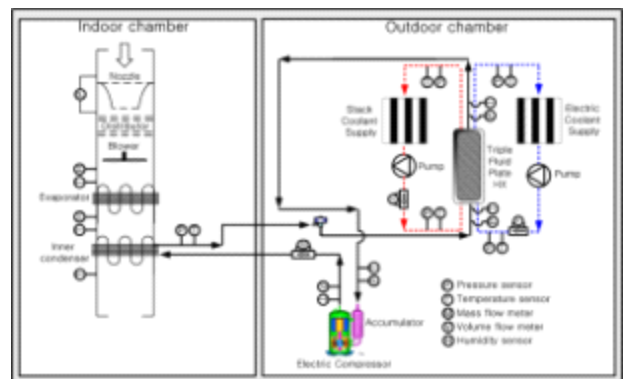 Indoor chamber
Outdoor chamber
Nozzle
Distributor
Blower
Evaporator
Inner
condenser
Stack
Coolant
Supply
Pump
Triple
Fluid
Plate
HX
Electric
Coolant
Supply
Pump
Accumulator
Electric Compressor
Pressure sensor
Temperature sensor
Mass flow meter
Volume flow meter
Humidity sensor